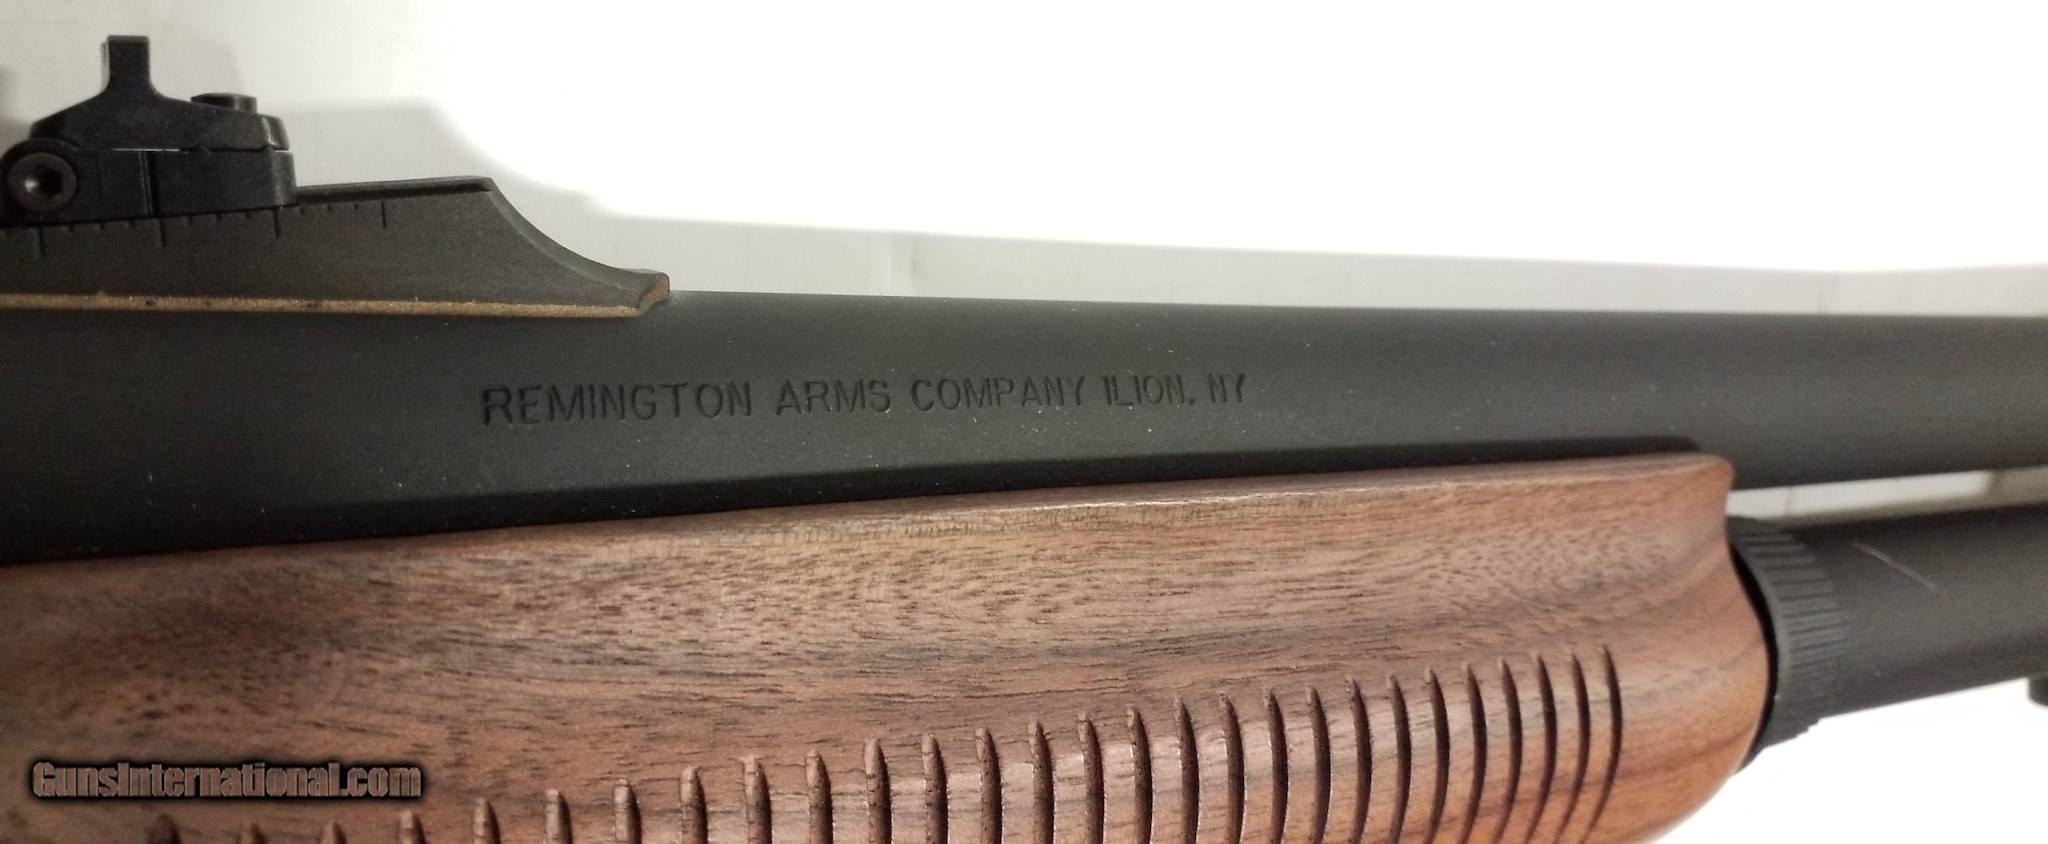 REMINGTON ARMS COMPANY ILION, NY
GunsInternational.com